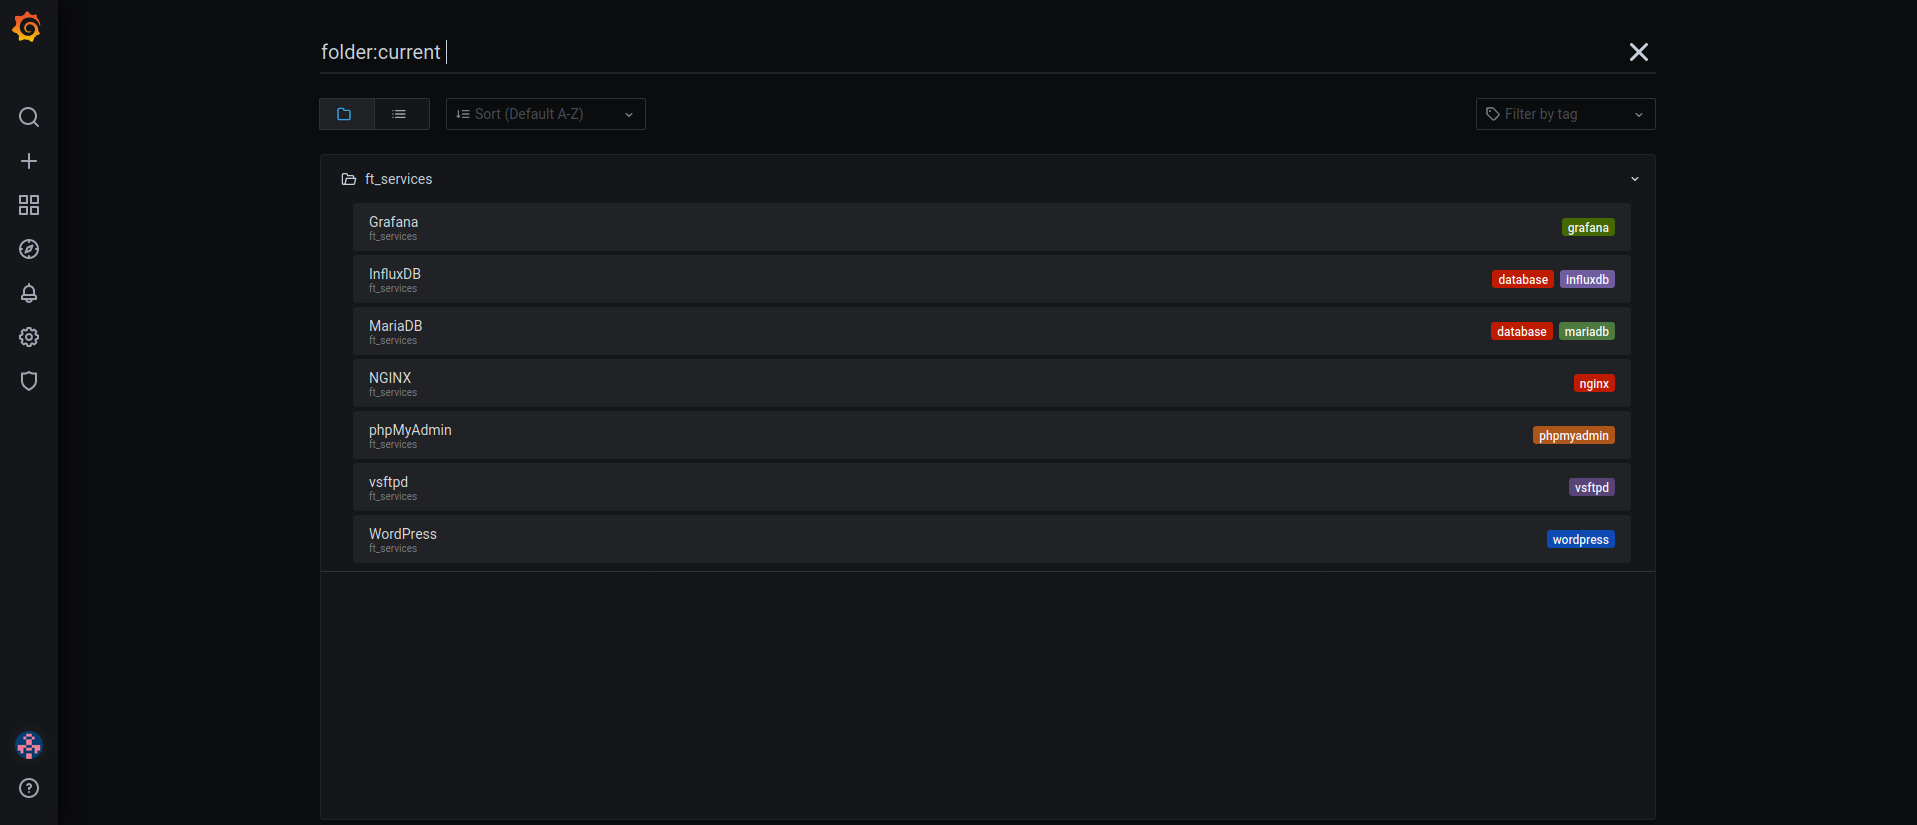 folder:current
Sort (Default A-Z)
Filter by tag
ft_services
Grafana
ft_services
grafana
InfluxDB
ft_services
database influxdb
MariaDB
ft_services
database mariadb
NGINX
ft_services
nginx
phpMyAdmin
ft_services
phpmyadmin
vsftpd
ft_services
vsftpd
WordPress
ft_services
wordpress